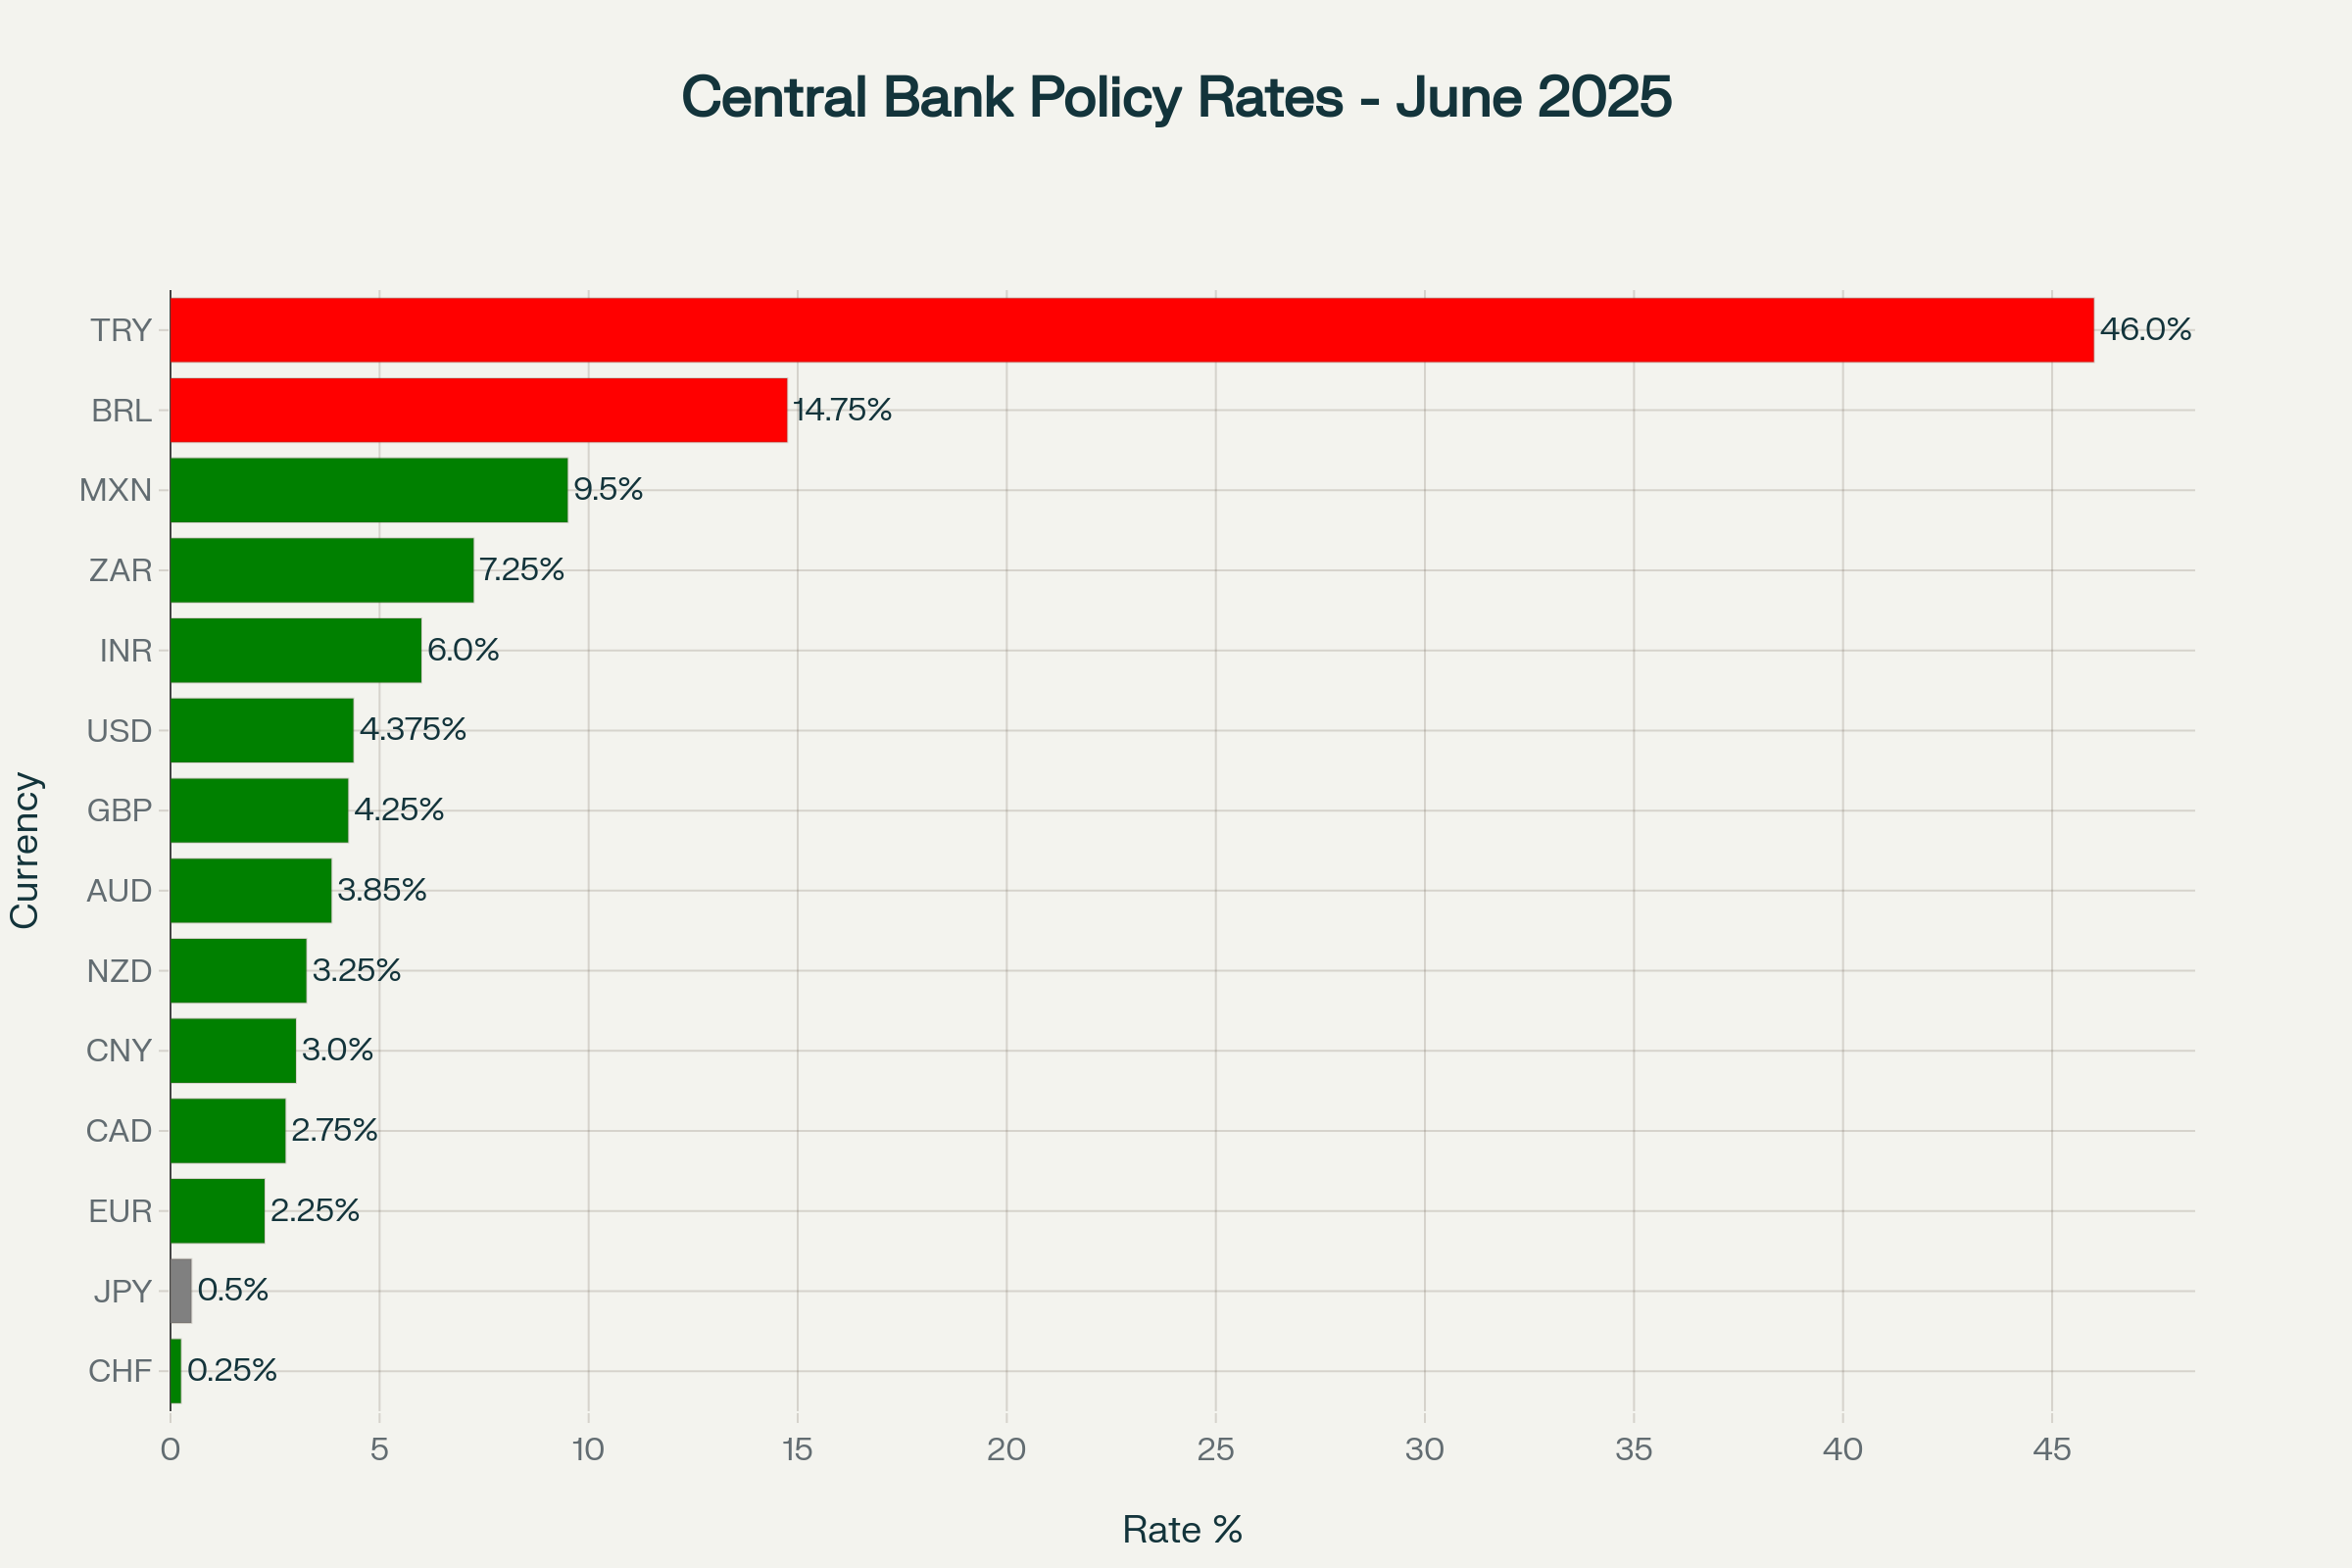 Central Bank Policy Rates - June 2025
TRY 46.0%
BRL 14.75%
MXN 9.5%
ZAR 7.25%
INR 6.0%
USD 4.375%
GBP 4.25%
AUD 3.85%
NZD 3.25%
CNY 3.0%
CAD 2.75%
EUR 2.25%
JPY 0.5%
CHF 0.25%
Currency
0 5 10 15 20 25 30 35 40 45
Rate %